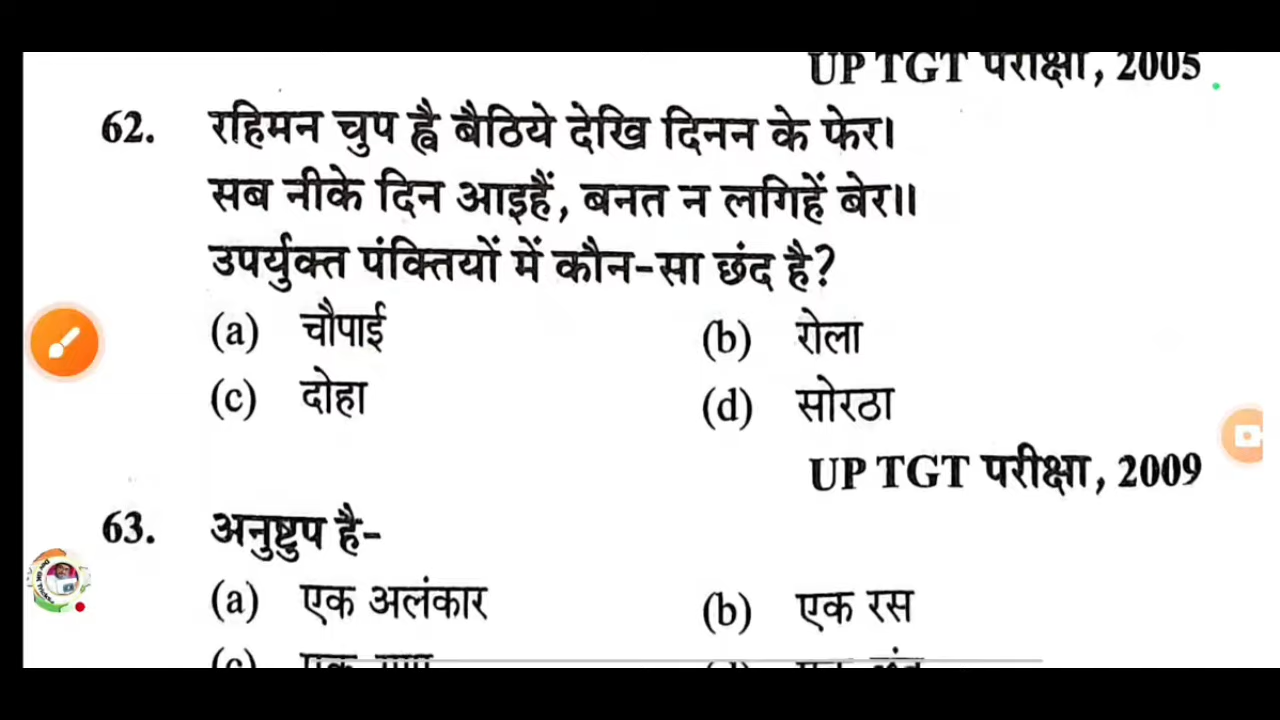 UP TGT परीक्षा, 2005
62. रहिमन चुप ह्वै बैठिये देखि दिनन के फेर।
सब नीके दिन आइहैं, बनत न लगिहें बेर॥
उपर्युक्त पंक्तियों में कौन-सा छंद है?
(a) चौपाई (b) रोला
(c) दोहा (d) सोरठा
UP TGT परीक्षा, 2009
63. अनुष्टुप है-
(a) एक अलंकार (b) एक रस